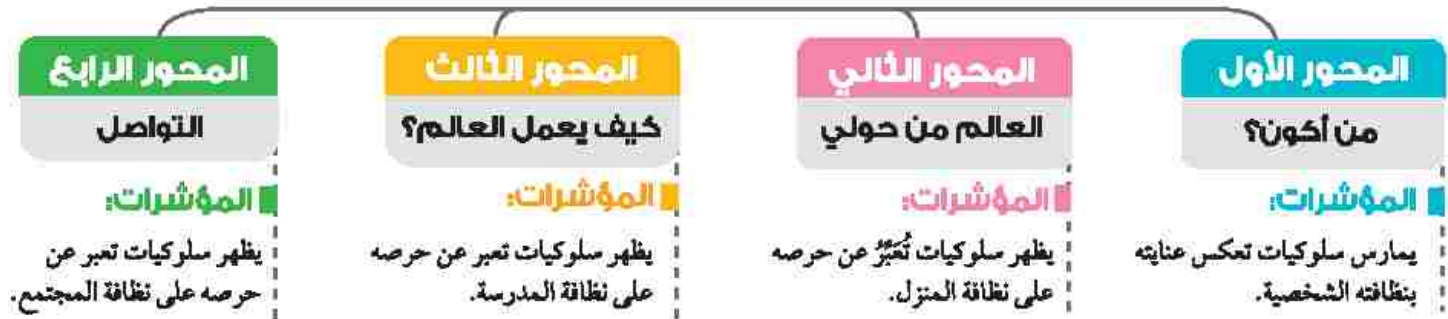 المحور الأول
من أكون؟
المؤشرات:
يمارس سلوكيات تعكس عنايته
بنظافته الشخصية.
المحور الثاني
العالم من حولي
المؤشرات:
يظهر سلوكيات تُعَبِّرُ عن حرصه
على نظافة المنزل.
المحور الثالث
كيف يعمل العالم؟
المؤشرات:
يظهر سلوكيات تعبر عن حرصه
على نظافة المدرسة.
المحور الرابع
التواصل
المؤشرات:
يظهر سلوكيات تعبر عن
حرصه على نظافة المجتمع.